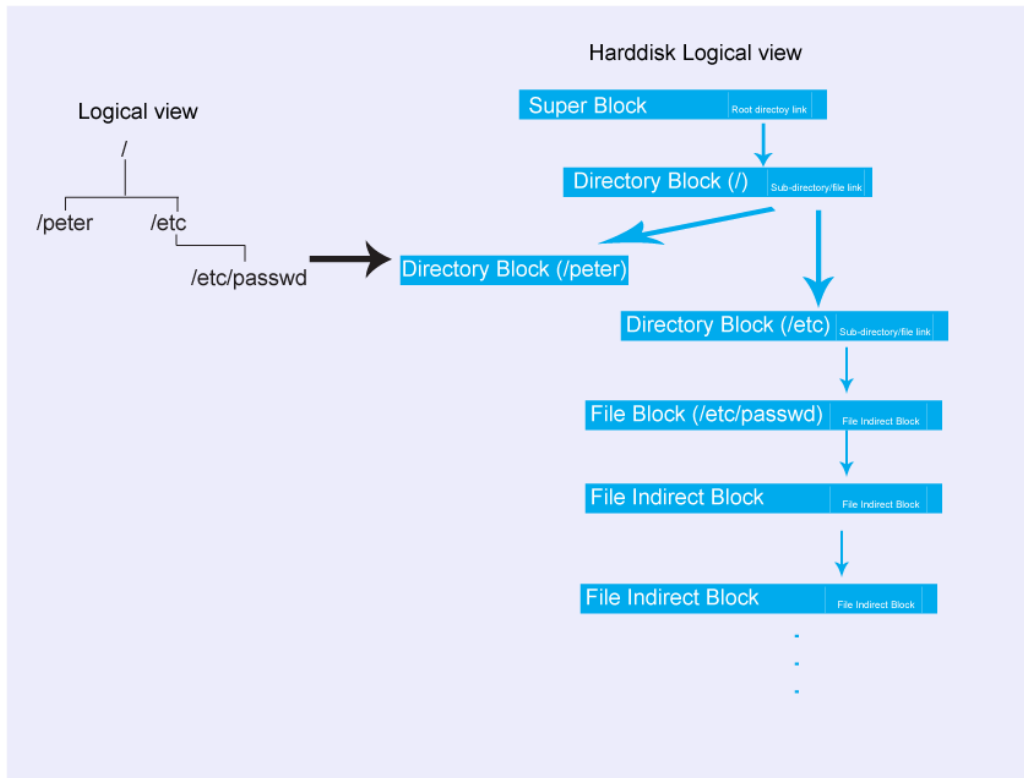 Harddisk Logical view
Logical view
/
/peter /etc
/etc/passwd
Super Block Root directoy link
Directory Block (/) Sub-directory/file link
Directory Block (/peter)
Directory Block (/etc) Sub-directory/file link
File Block (/etc/passwd) File Indirect Block
File Indirect Block File Indirect Block
File Indirect Block File Indirect Block